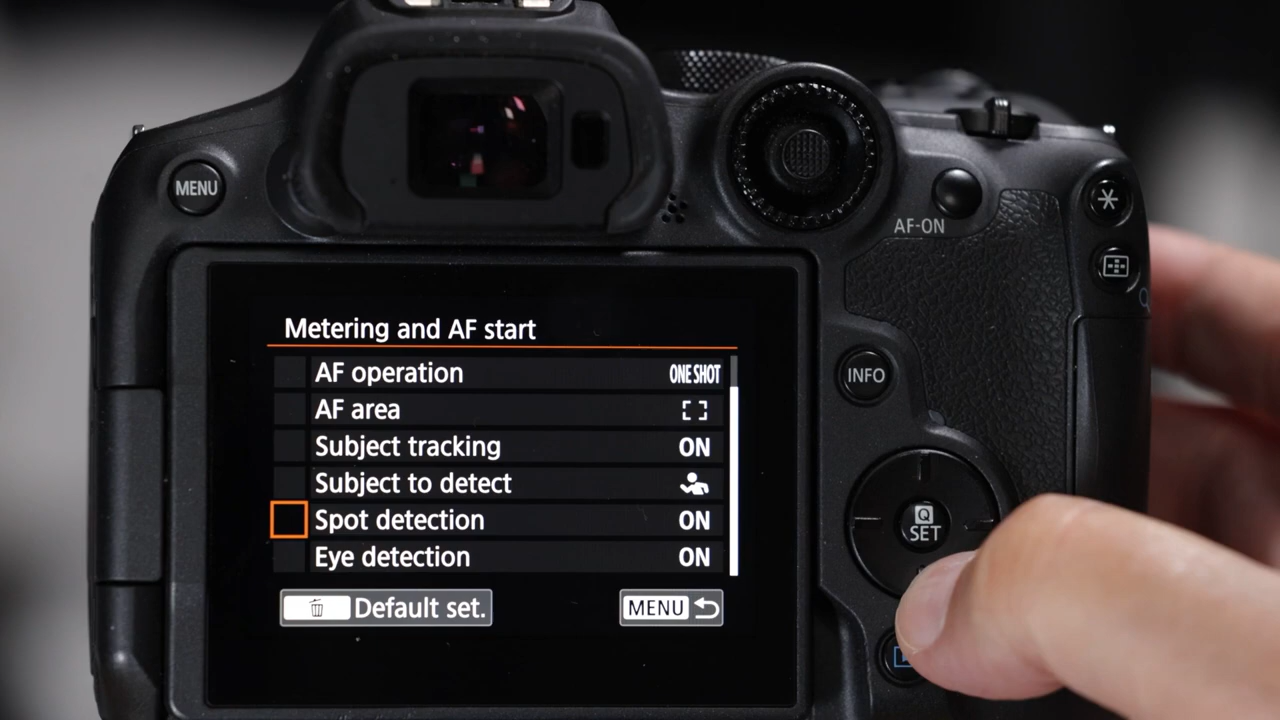 MENU
AF-ON
Metering and AF start
AF operation ONE SHOT
AF area
Subject tracking ON
Subject to detect
Spot detection ON
Eye detection ON
Default set.
MENU
INFO
Q
SET